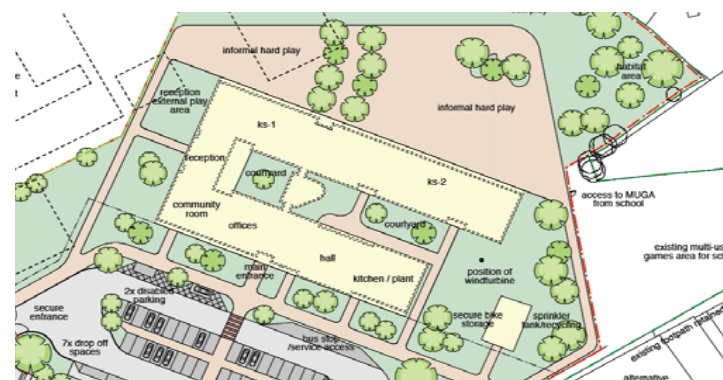 informal hard play
habitat
area
reception
external play
area
informal hard play
ks-1
reception
courtyard
ks-2
access to MUGA
from school
community
room
courtyard
offices
existing multi-us
games area for sch
hall
main
entrance
kitchen / plant
position of
windturbine
2x disabled
parking
secure
entrance
secure bike
storage
sprinkler
tank/recycling
7x drop off
spaces
bus stop
/service access
existing footpath retained
alternative